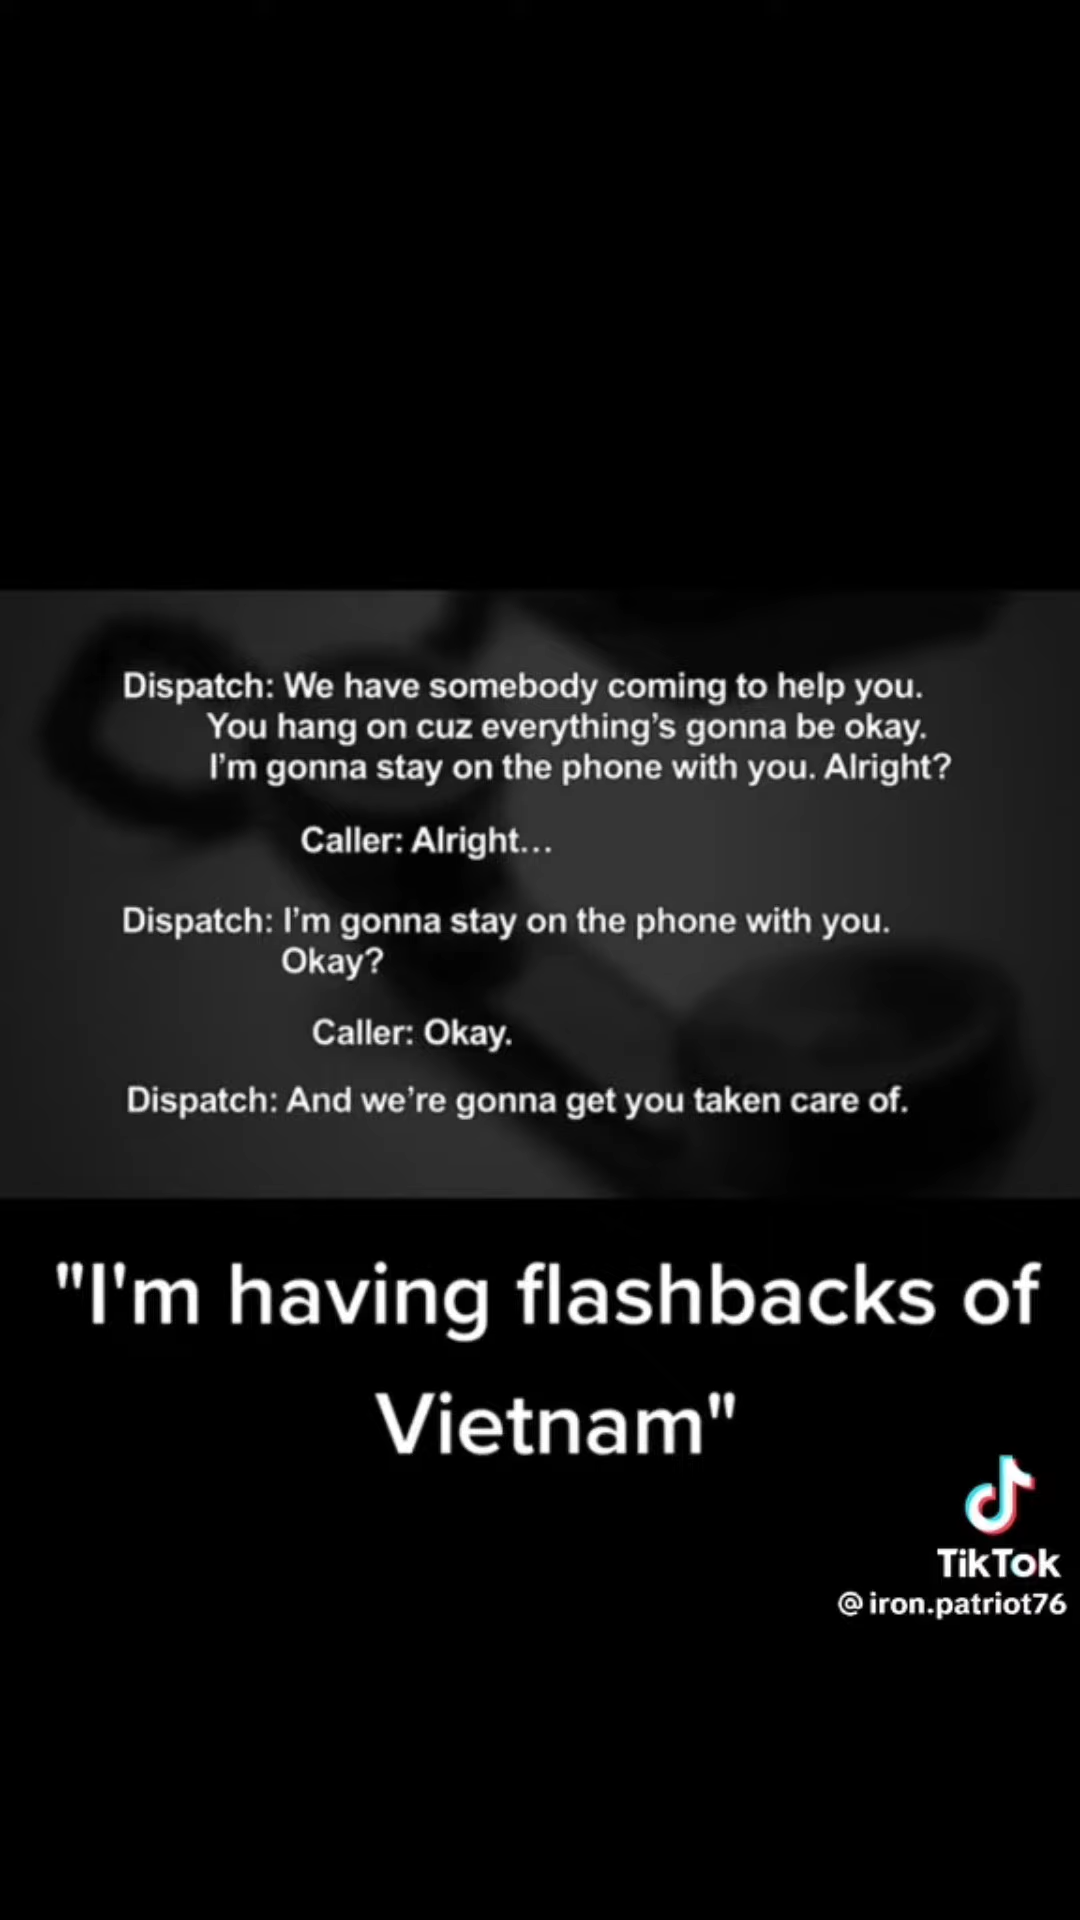 Dispatch: We have somebody coming to help you.
You hang on cuz everything's gonna be okay.
I'm gonna stay on the phone with you. Alright?
Caller: Alright...
Dispatch: I'm gonna stay on the phone with you.
Okay?
Caller: Okay.
Dispatch: And we're gonna get you taken care of.
"I'm having flashbacks of
Vietnam"
TikTok
@iron.patriot76